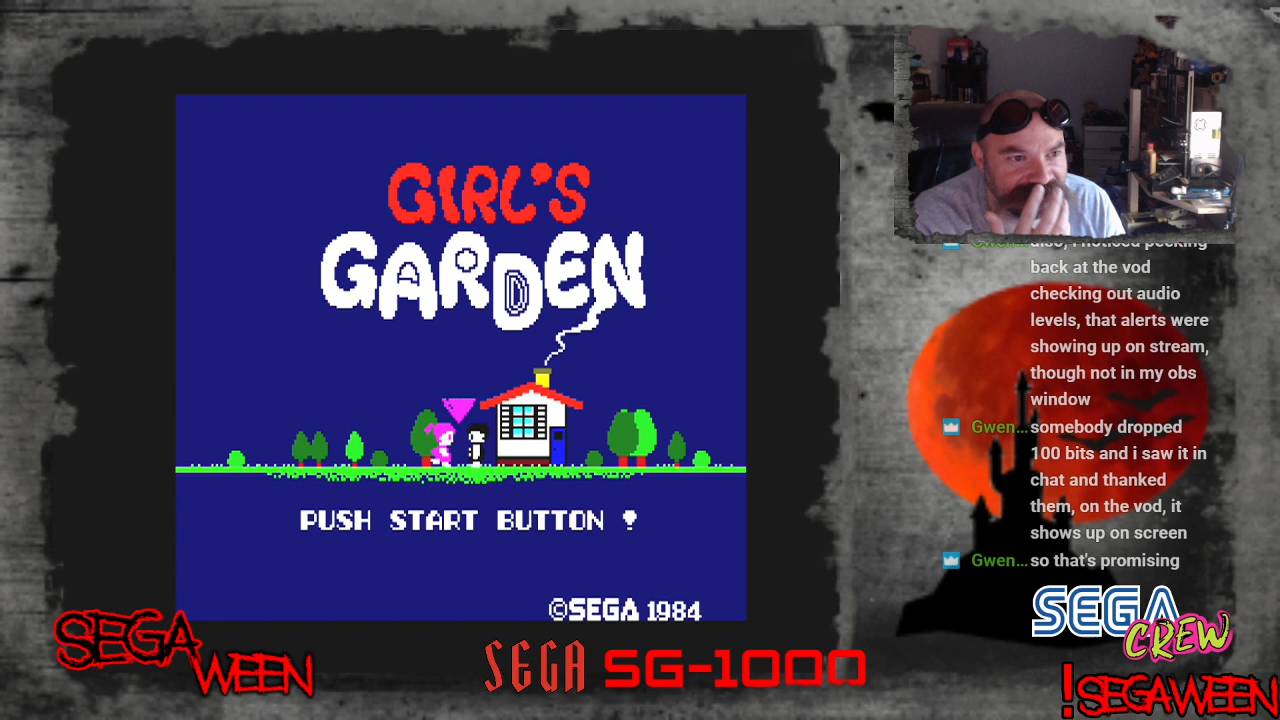 GIRL'S
GARDEN
PUSH START BUTTON !
©SEGA 1984
also, i noticed peeking
back at the vod
checking out audio
levels, that alerts were
showing up on stream,
though not in my obs
window
Gwen... somebody dropped
100 bits and i saw it in
chat and thanked
them, on the vod, it
shows up on screen
Gwen... so that's promising
SEGA
CREW
SEGA
WEEN
SEGA SG-1000
!SEGAWEEN